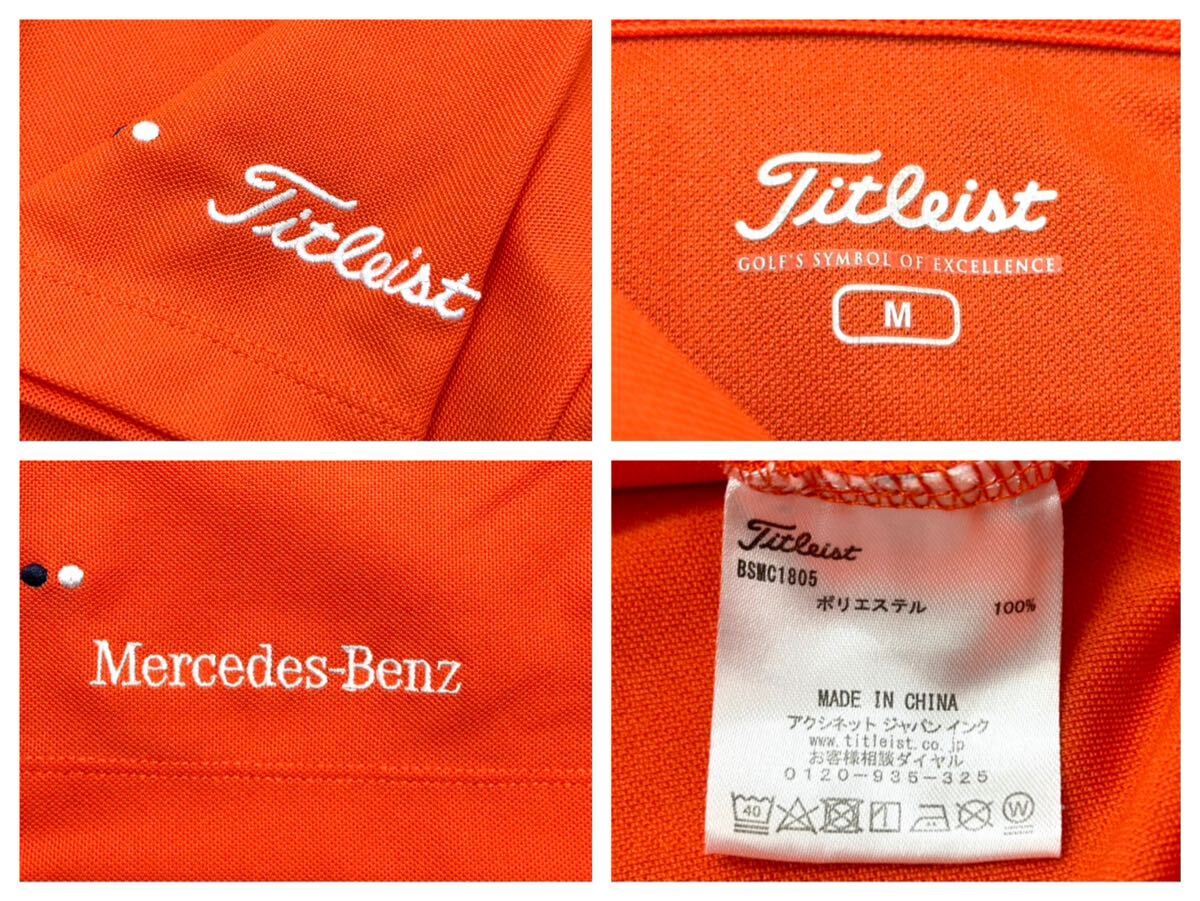 Titleist
Titleist
GOLF'S SYMBOL OF EXCELLENCE
M
Mercedes-Benz
Titleist
BSMC1805
ポリエステル 100%
MADE IN CHINA
アクシネット ジャパン インク
www.titleist.co.jp
お客様相談ダイヤル
0120-935-325
40
W